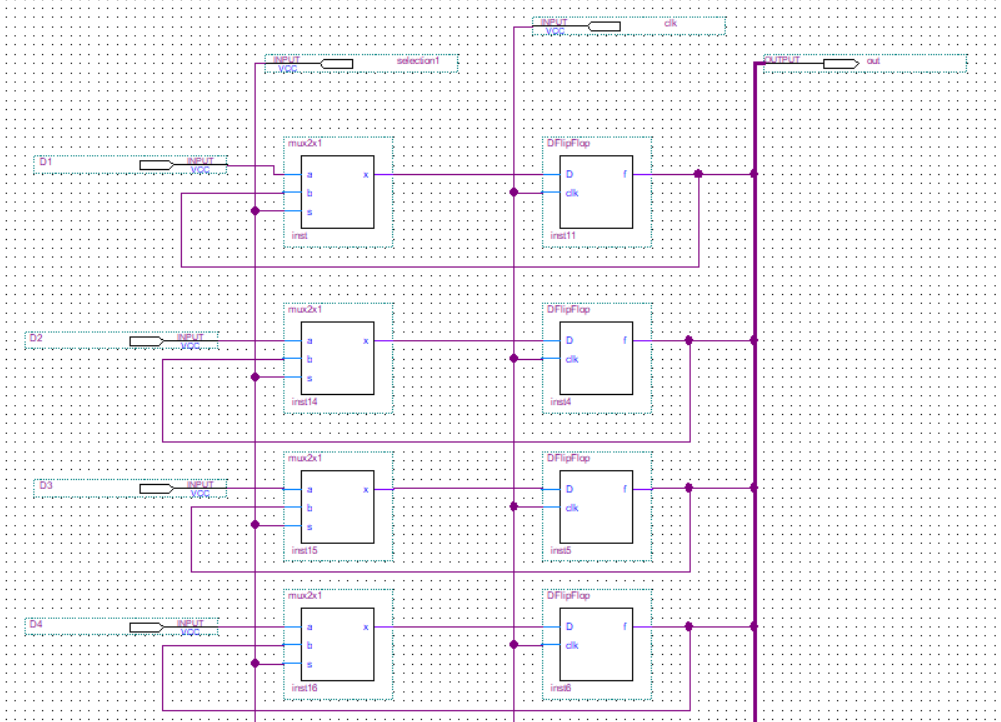 INPUT
VCC
clk
INPUT
VCC
selection1
OUTPUT
out
D1
INPUT
VCC
mux2x1
a
b
s
x
inst
DFlipFlop
D
clk
f
inst11
D2
INPUT
VCC
mux2x1
a
b
s
x
inst14
DFlipFlop
D
clk
f
inst4
D3
INPUT
VCC
mux2x1
a
b
s
x
inst15
DFlipFlop
D
clk
f
inst5
D4
INPUT
VCC
mux2x1
a
b
s
x
inst16
DFlipFlop
D
clk
f
inst6